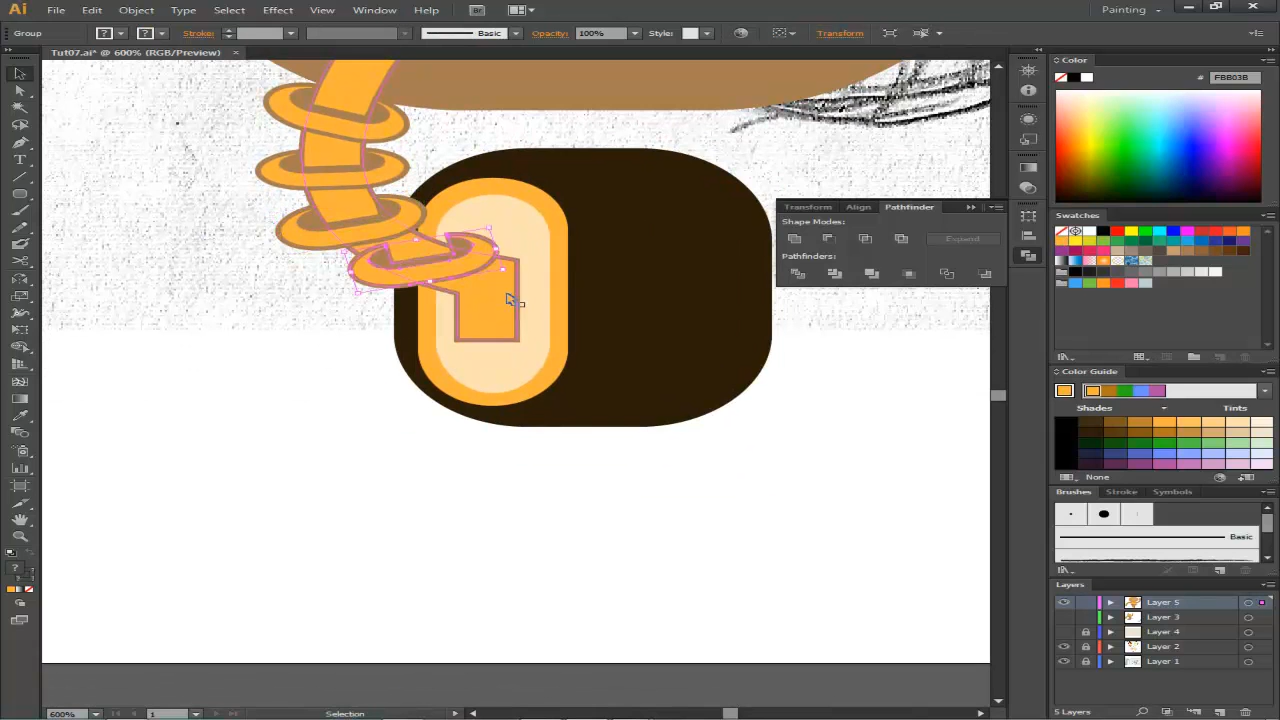 Ai File Edit Object Type Select Effect View Window Help Br Painting
Group ? ? Stroke: Basic Opacity: 100% Style: Transform
Tut07.ai* @ 600% (RGB/Preview) ×
Color
# FBB03B
Transform Align Pathfinder
Shape Modes:
Expand
Pathfinders:
Swatches
Color Guide
Shades Tints
None
Brushes Stroke Symbols
Basic
Layers
Layer 5
Layer 3
Layer 4
Layer 2
Layer 1
5 Layers
600% 1 Selection